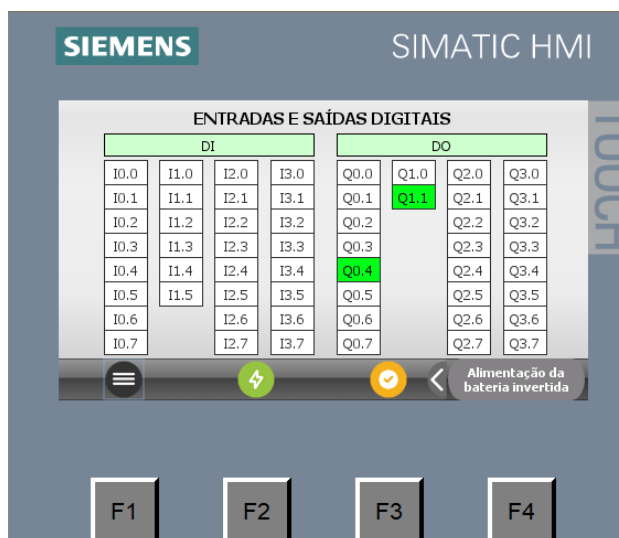 SIEMENS SIMATIC HMI
TOUCH
ENTRADAS E SAÍDAS DIGITAIS
DI DO
I0.0 I1.0 I2.0 I3.0 Q0.0 Q1.0 Q2.0 Q3.0
I0.1 I1.1 I2.1 I3.1 Q0.1 Q1.1 Q2.1 Q3.1
I0.2 I1.2 I2.2 I3.2 Q0.2 Q2.2 Q3.2
I0.3 I1.3 I2.3 I3.3 Q0.3 Q2.3 Q3.3
I0.4 I1.4 I2.4 I3.4 Q0.4 Q2.4 Q3.4
I0.5 I1.5 I2.5 I3.5 Q0.5 Q2.5 Q3.5
I0.6 I2.6 I3.6 Q0.6 Q2.6 Q3.6
I0.7 I2.7 I3.7 Q0.7 Q2.7 Q3.7
Alimentação da
bateria invertida
F1 F2 F3 F4